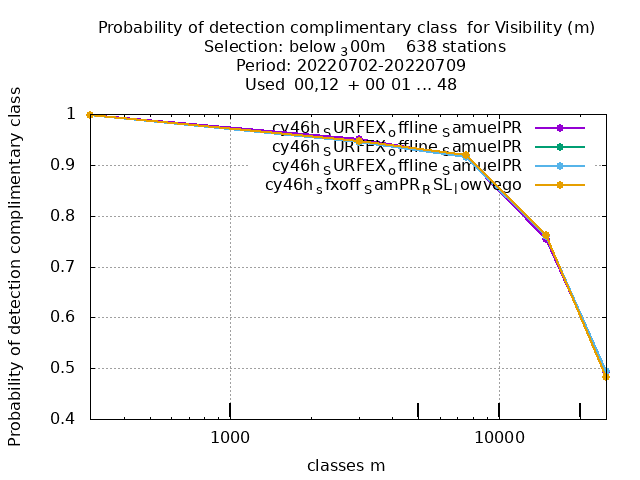 Probability of detection complimentary class  for Visibility (m)
Selection: below ₃00m    638 stations
Period: 20220702-20220709
Used  00,12  + 00 01 ... 48
Probability of detection complimentary class
1
0.9
0.8
0.7
0.6
0.5
0.4
cy46h_SURFEX_offline_SamuelPR
cy46h_SURFEX_offline_SamuelPR
cy46h_SURFEX_offline_SamuelPR
cy46h_sfxoff_SamPR_RSL_lowvego
1000
10000
classes m